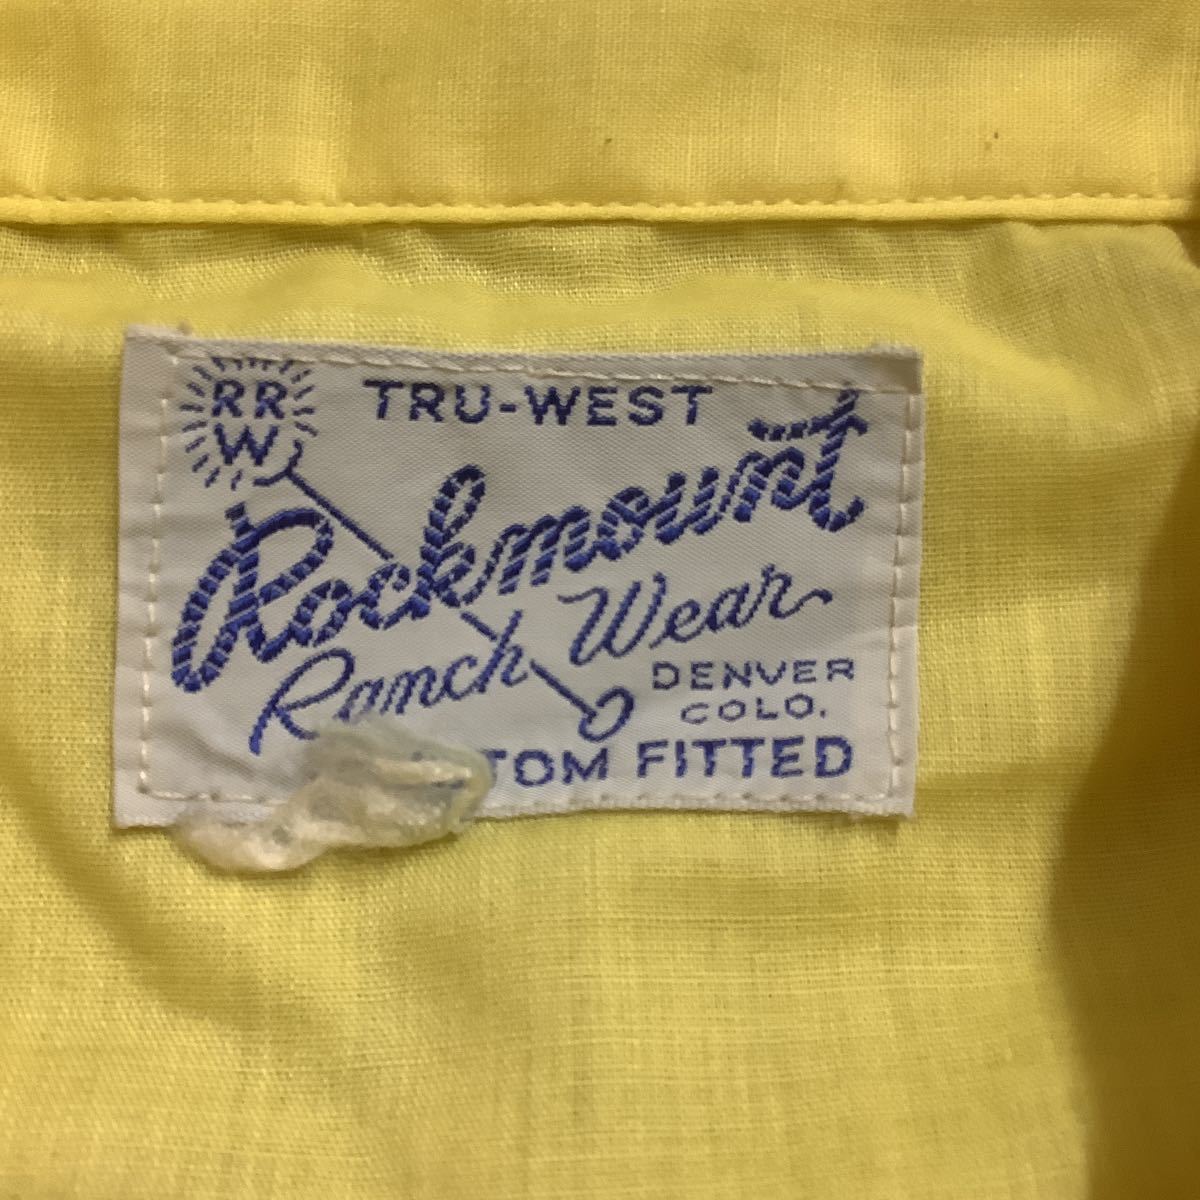 RR
W
TRU-WEST
Rockmount
Ranch Wear
DENVER
COLO.
TOM FITTED